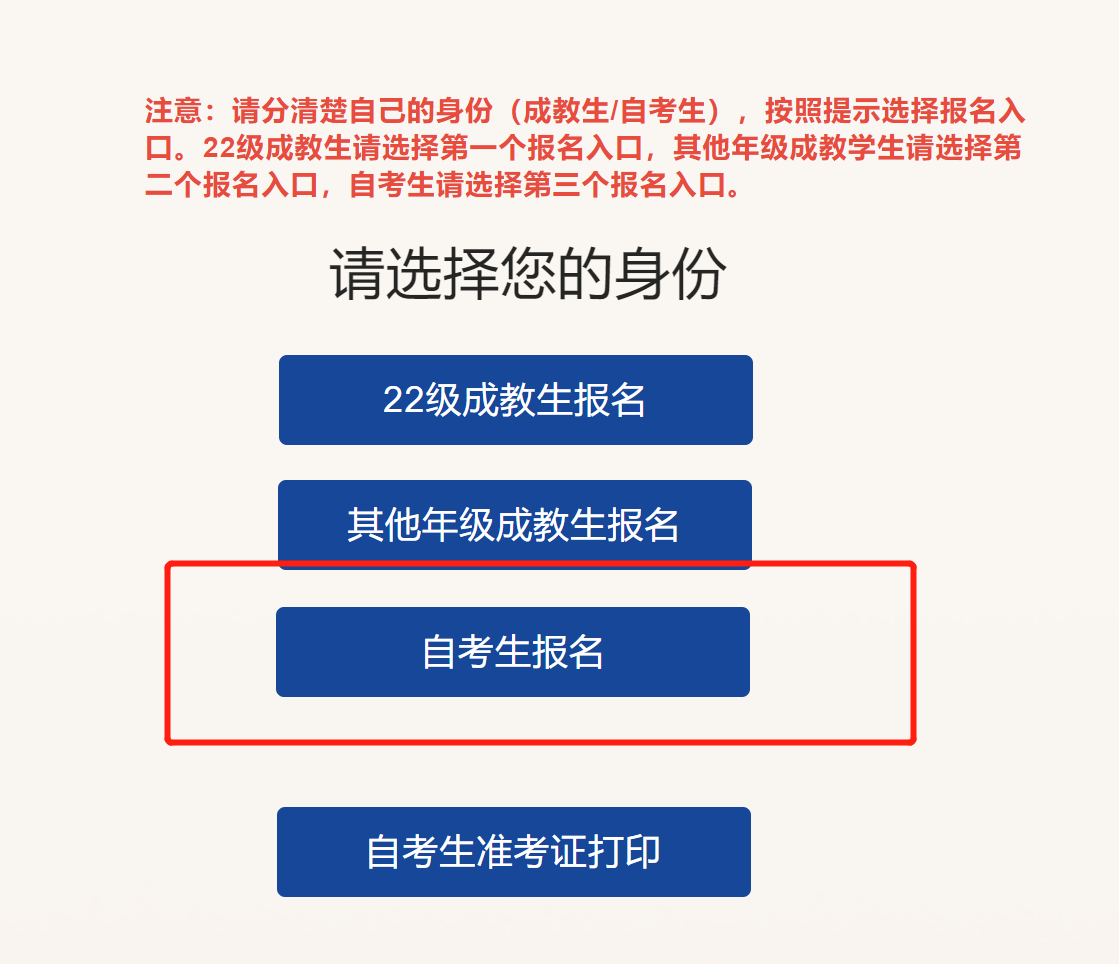 注意：请分清楚自己的身份（成教生/自考生），按照提示选择报名入
口。22级成教生请选择第一个报名入口，其他年级成教学生请选择第
二个报名入口，自考生请选择第三个报名入口。
请选择您的身份
22级成教生报名
其他年级成教生报名
自考生报名
自考生准考证打印